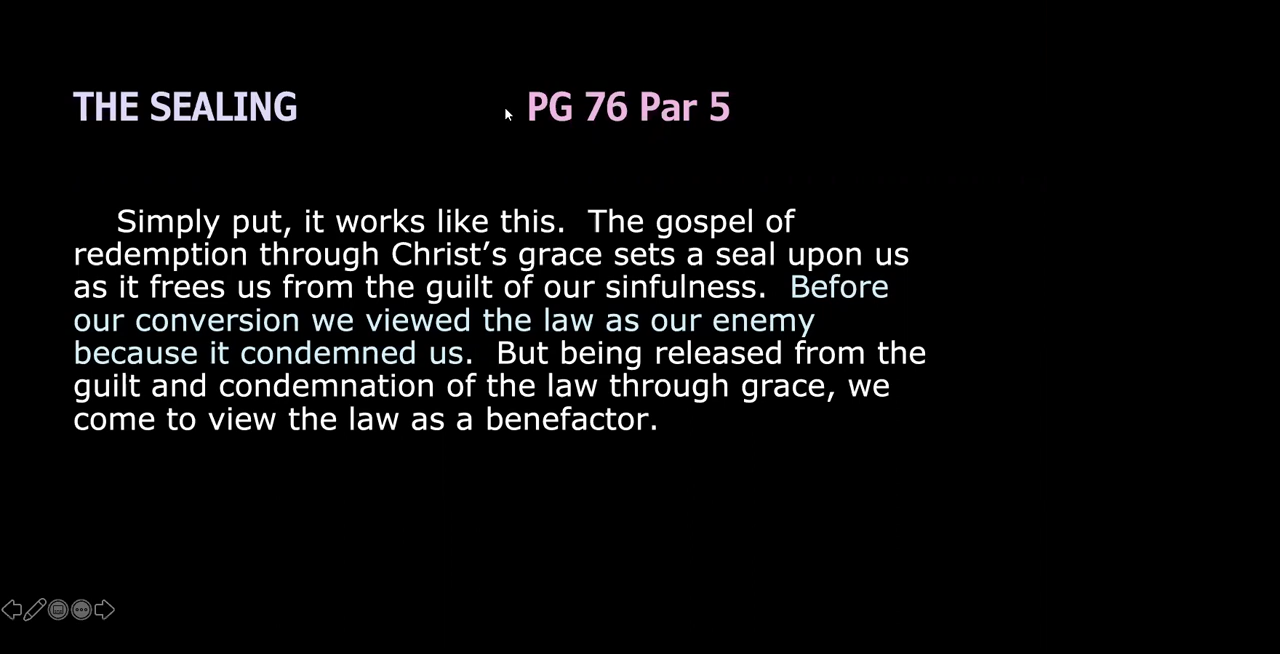 THE SEALING PG 76 Par 5
Simply put, it works like this.  The gospel of
redemption through Christ’s grace sets a seal upon us
as it frees us from the guilt of our sinfulness.  Before
our conversion we viewed the law as our enemy
because it condemned us.  But being released from the
guilt and condemnation of the law through grace, we
come to view the law as a benefactor.